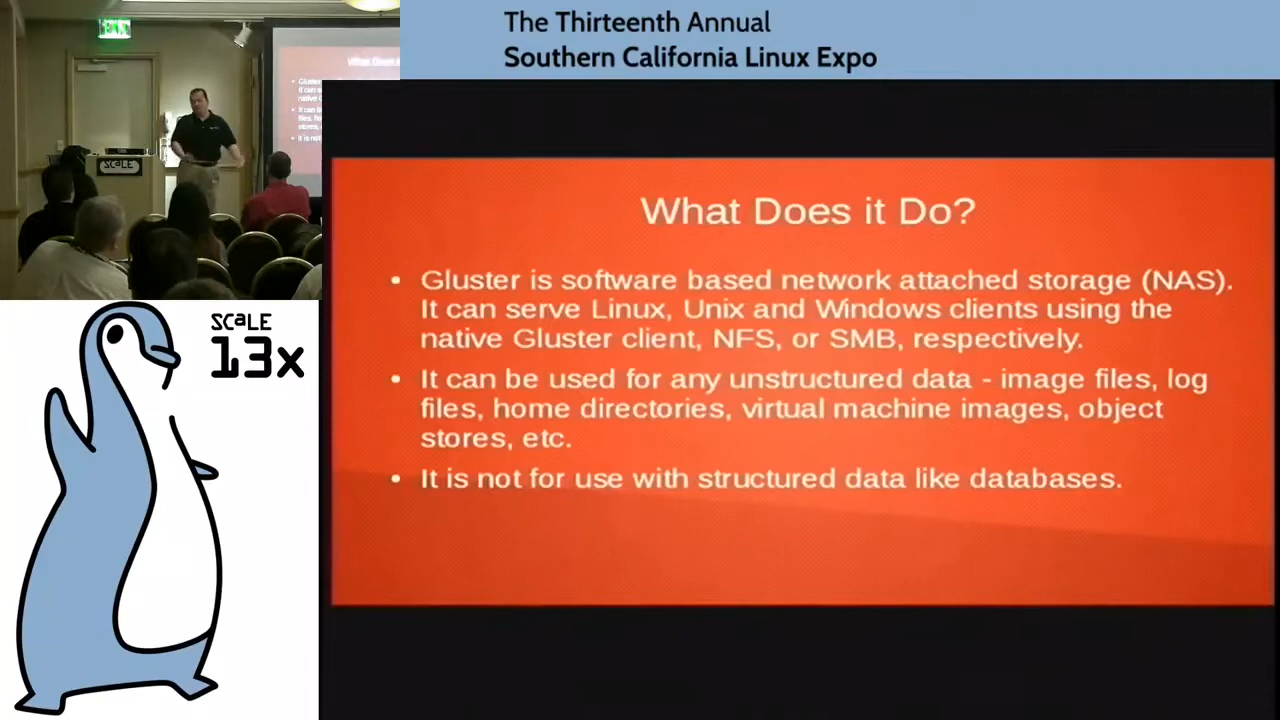 The Thirteenth Annual
Southern California Linux Expo
EXIT
SCALE
SCALE
13x
What Does it Do?
• Gluster is software based network attached storage (NAS).
It can serve Linux, Unix and Windows clients using the
native Gluster client, NFS, or SMB, respectively.
• It can be used for any unstructured data - image files, log
files, home directories, virtual machine images, object
stores, etc.
• It is not for use with structured data like databases.